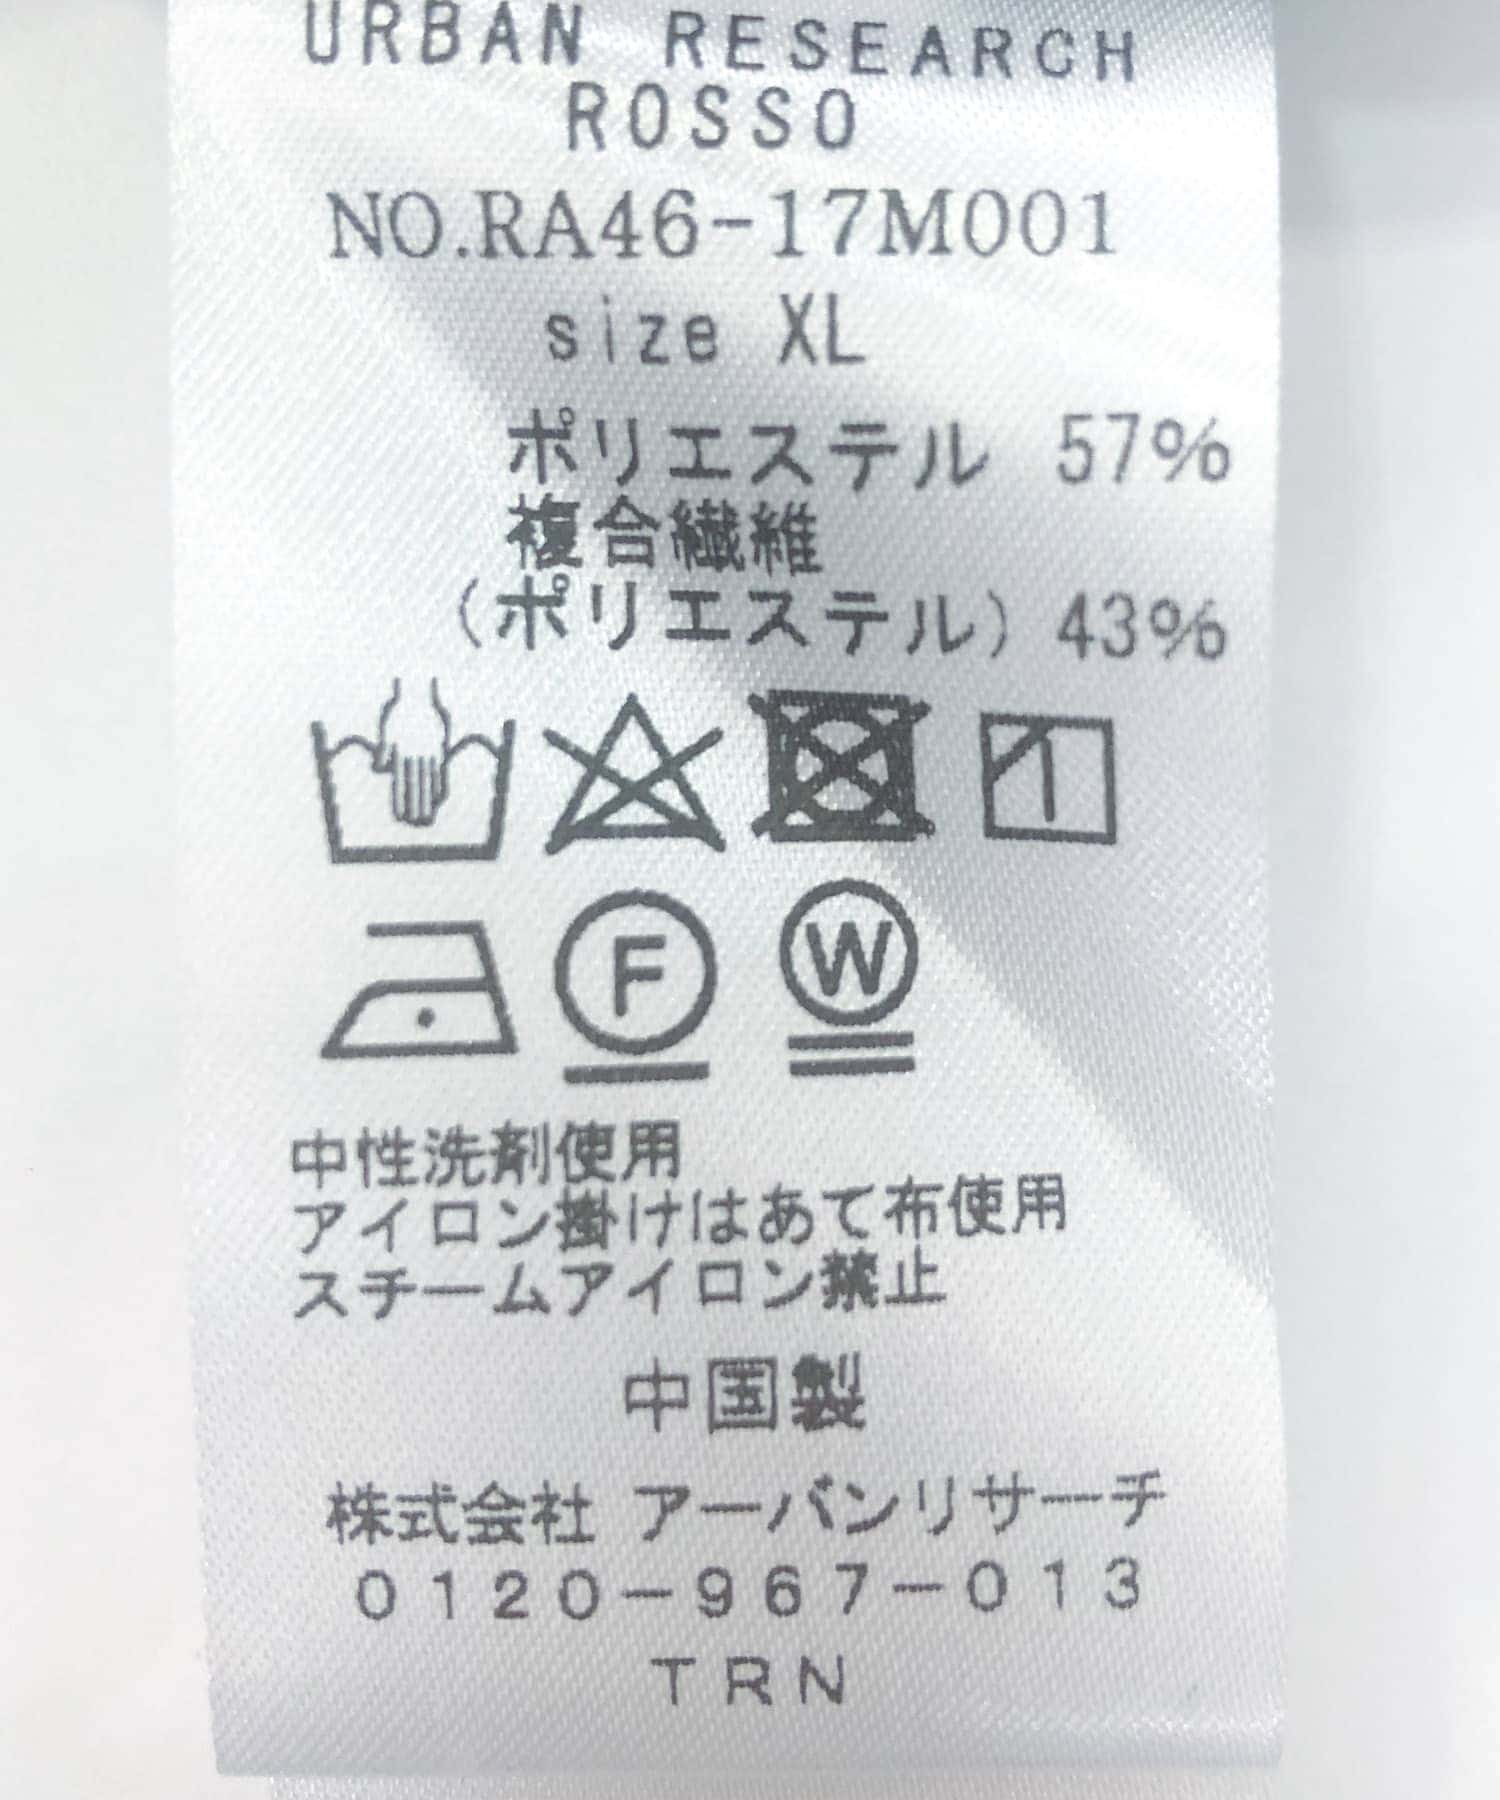 URBAN RESEARCH
ROSSO
NO.RA46-17M001
size XL
ポリエステル 57%
複合繊維
(ポリエステル) 43%
F
W
中性洗剤使用
アイロン掛けはあて布使用
スチームアイロン禁止
中国製
株式会社 アーバンリサーチ
0120-967-013
TRN